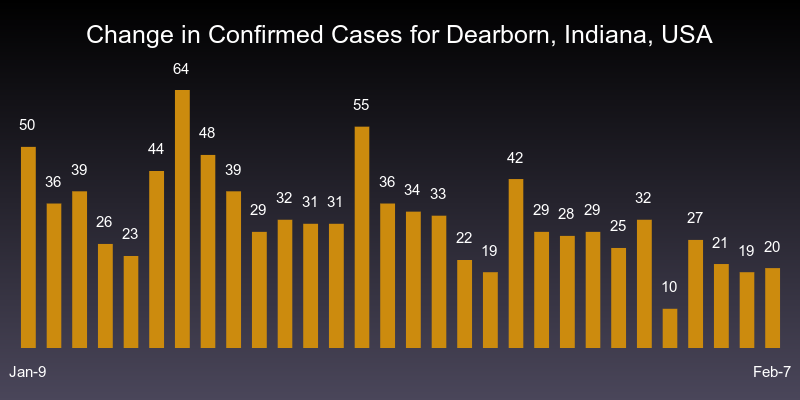 Change in Confirmed Cases for Dearborn, Indiana, USA
50 36 39 26 23 44 64 48 39 29 32 31 31 55 36 34 33 22 19 42 29 28 29 25 32 10 27 21 19 20
Jan-9 Feb-7